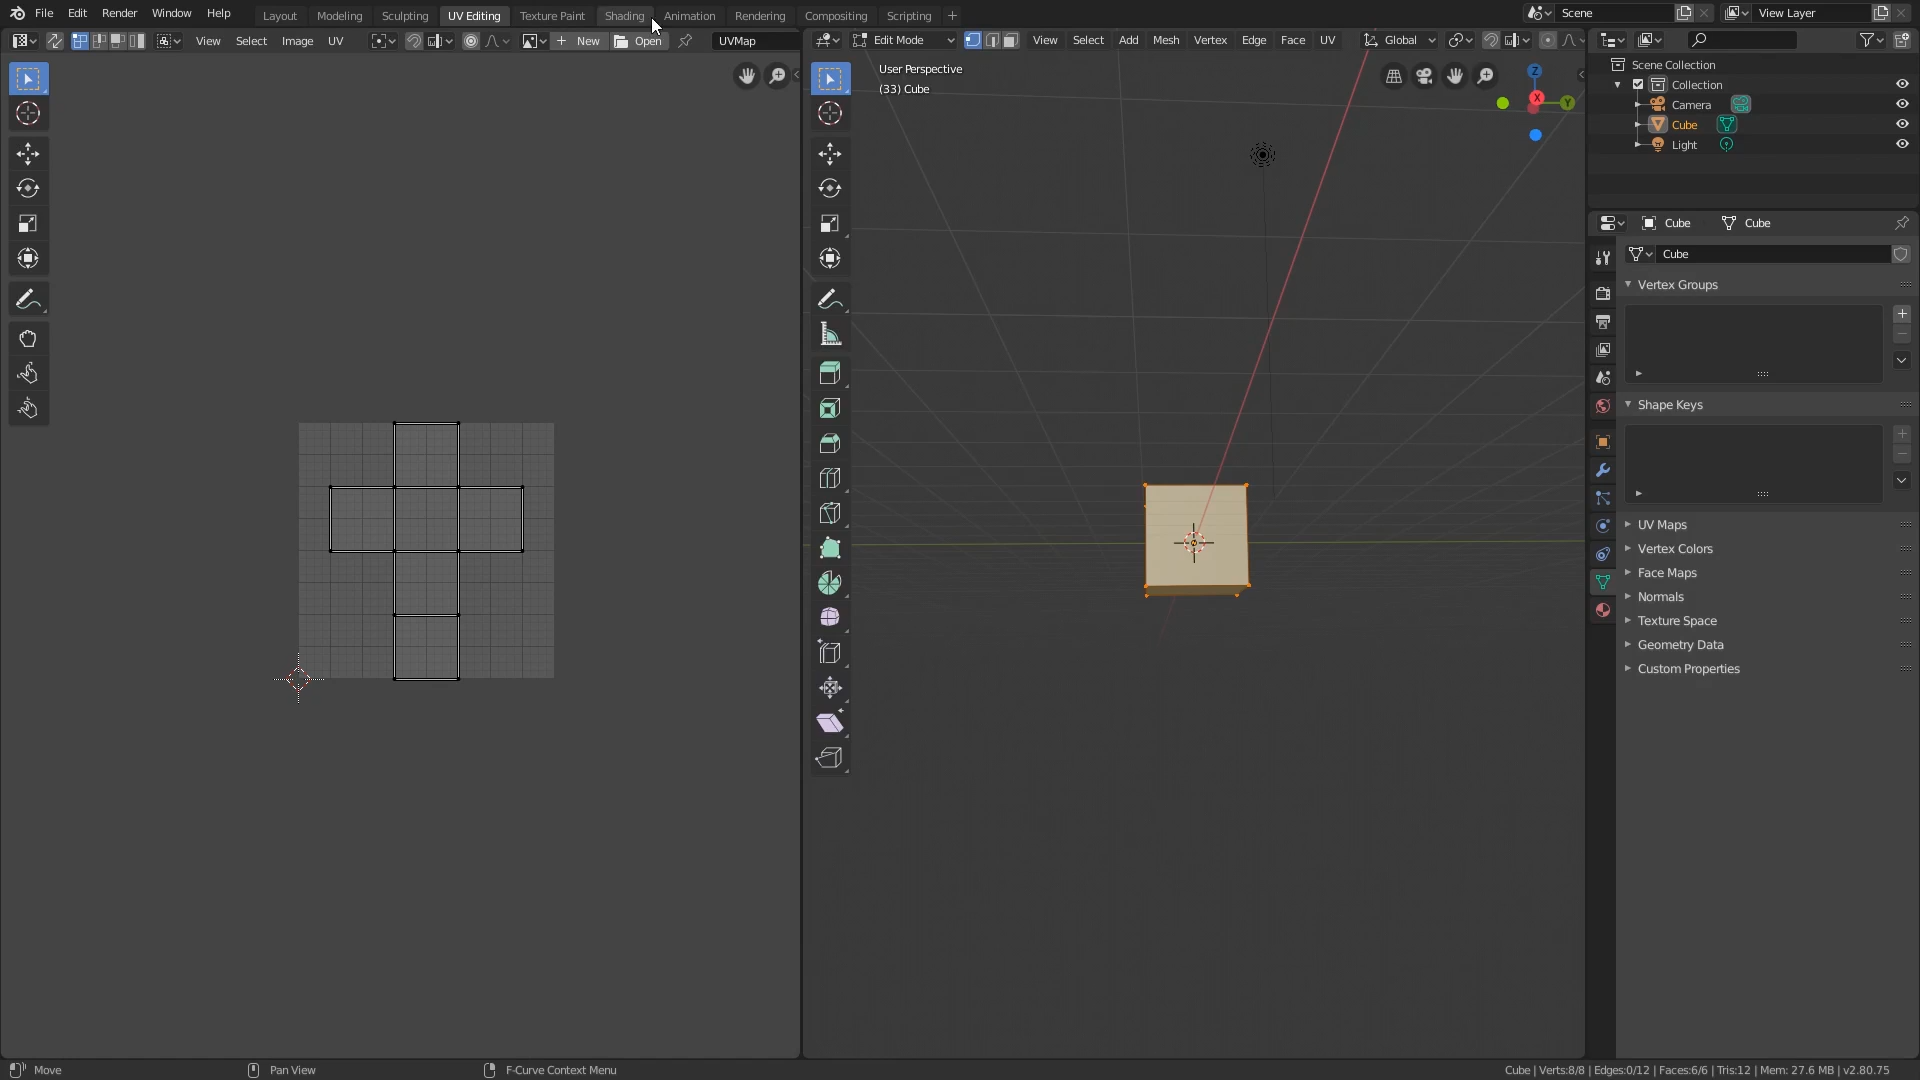 File Edit Render Window Help Layout Modeling Sculpting UV Editing Texture Paint Shading Animation Rendering Compositing Scripting + Scene View Layer
View Select Image UV New Open UVMap
Edit Mode View Select Add Mesh Vertex Edge Face UV Global
User Perspective
(33) Cube
Z
X
Y
Scene Collection
Collection
Camera
Cube
Light
Cube Cube
Cube
Vertex Groups
Shape Keys
UV Maps
Vertex Colors
Face Maps
Normals
Texture Space
Geometry Data
Custom Properties
Move Pan View F-Curve Context Menu Cube | Verts:8/8 | Edges:0/12 | Faces:6/6 | Tris:12 | Mem: 27.6 MB | v2.80.75